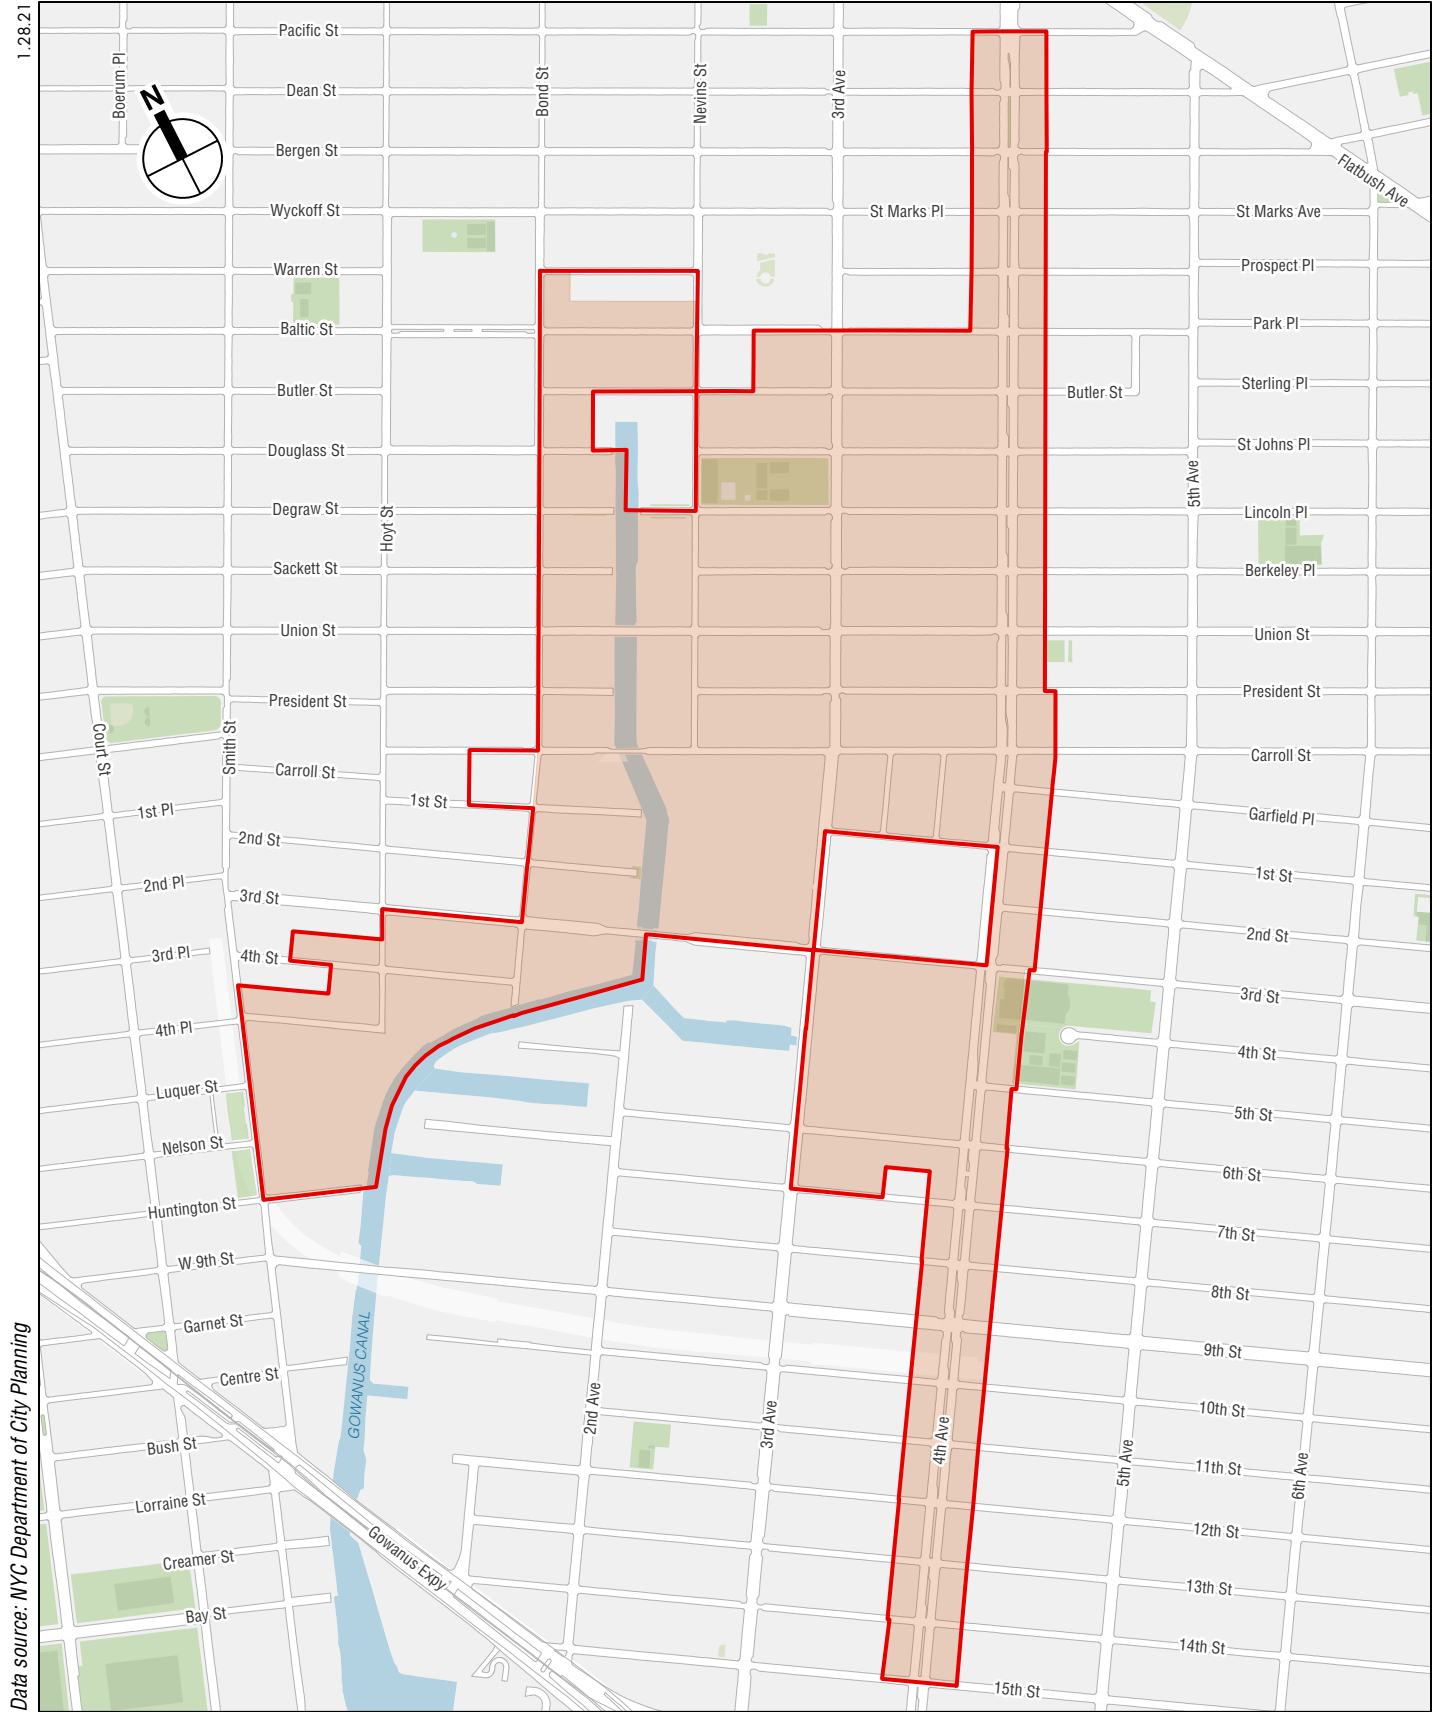 1.28.21
Pacific St
Boerum Pl
Dean St
Bond St
Nevins St
3rd Ave
N
Bergen St
Flatbush Ave
Wyckoff St
St Marks Pl
St Marks Ave
Warren St
Prospect Pl
Baltic St
Park Pl
Butler St
Butler St
Sterling Pl
Douglass St
St Johns Pl
5th Ave
Degraw St
Hoyt St
Lincoln Pl
Sackett St
Berkeley Pl
Union St
Union St
President St
President St
Court St
Smith St
Carroll St
Carroll St
1st Pl
1st St
Garfield Pl
2nd St
1st St
2nd Pl
3rd St
2nd St
3rd Pl
4th St
3rd St
4th Pl
4th St
Luquer St
5th St
Nelson St
6th St
Huntington St
7th St
W 9th St
8th St
Garnet St
9th St
GOWANUS CANAL
Centre St
2nd Ave
3rd Ave
4th Ave
10th St
5th Ave
6th Ave
Bush St
11th St
Lorraine St
12th St
Gowanus Expy
Creamer St
13th St
Bay St
14th St
15th St
Data source: NYC Department of City Planning